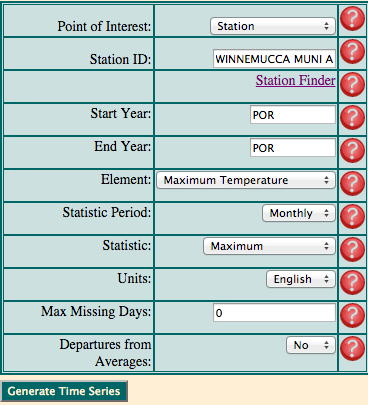 Point of Interest: Station ?
Station ID: WINNEMUCCA MUNI A ?
Station Finder ?
Start Year: POR ?
End Year: POR ?
Element: Maximum Temperature ?
Statistic Period: Monthly ?
Statistic: Maximum ?
Units: English ?
Max Missing Days: 0 ?
Departures from No ?
Averages:
Generate Time Series